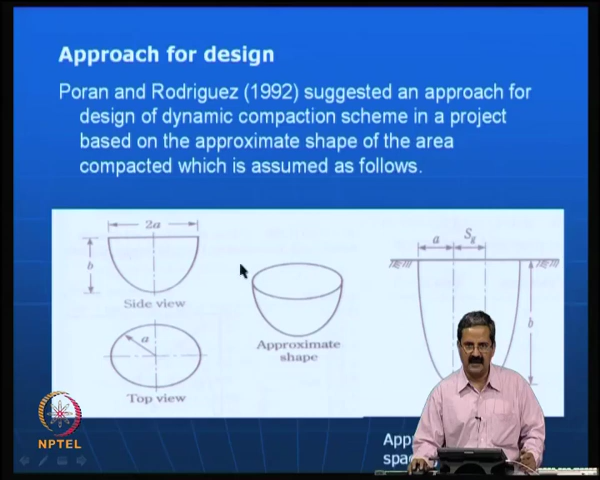 Approach for design
Poran and Rodriguez (1992) suggested an approach for
design of dynamic compaction scheme in a project
based on the approximate shape of the area
compacted which is assumed as follows.
2a
b
Side view
a
Top view
Approximate
shape
a
Sg
b
NPTEL